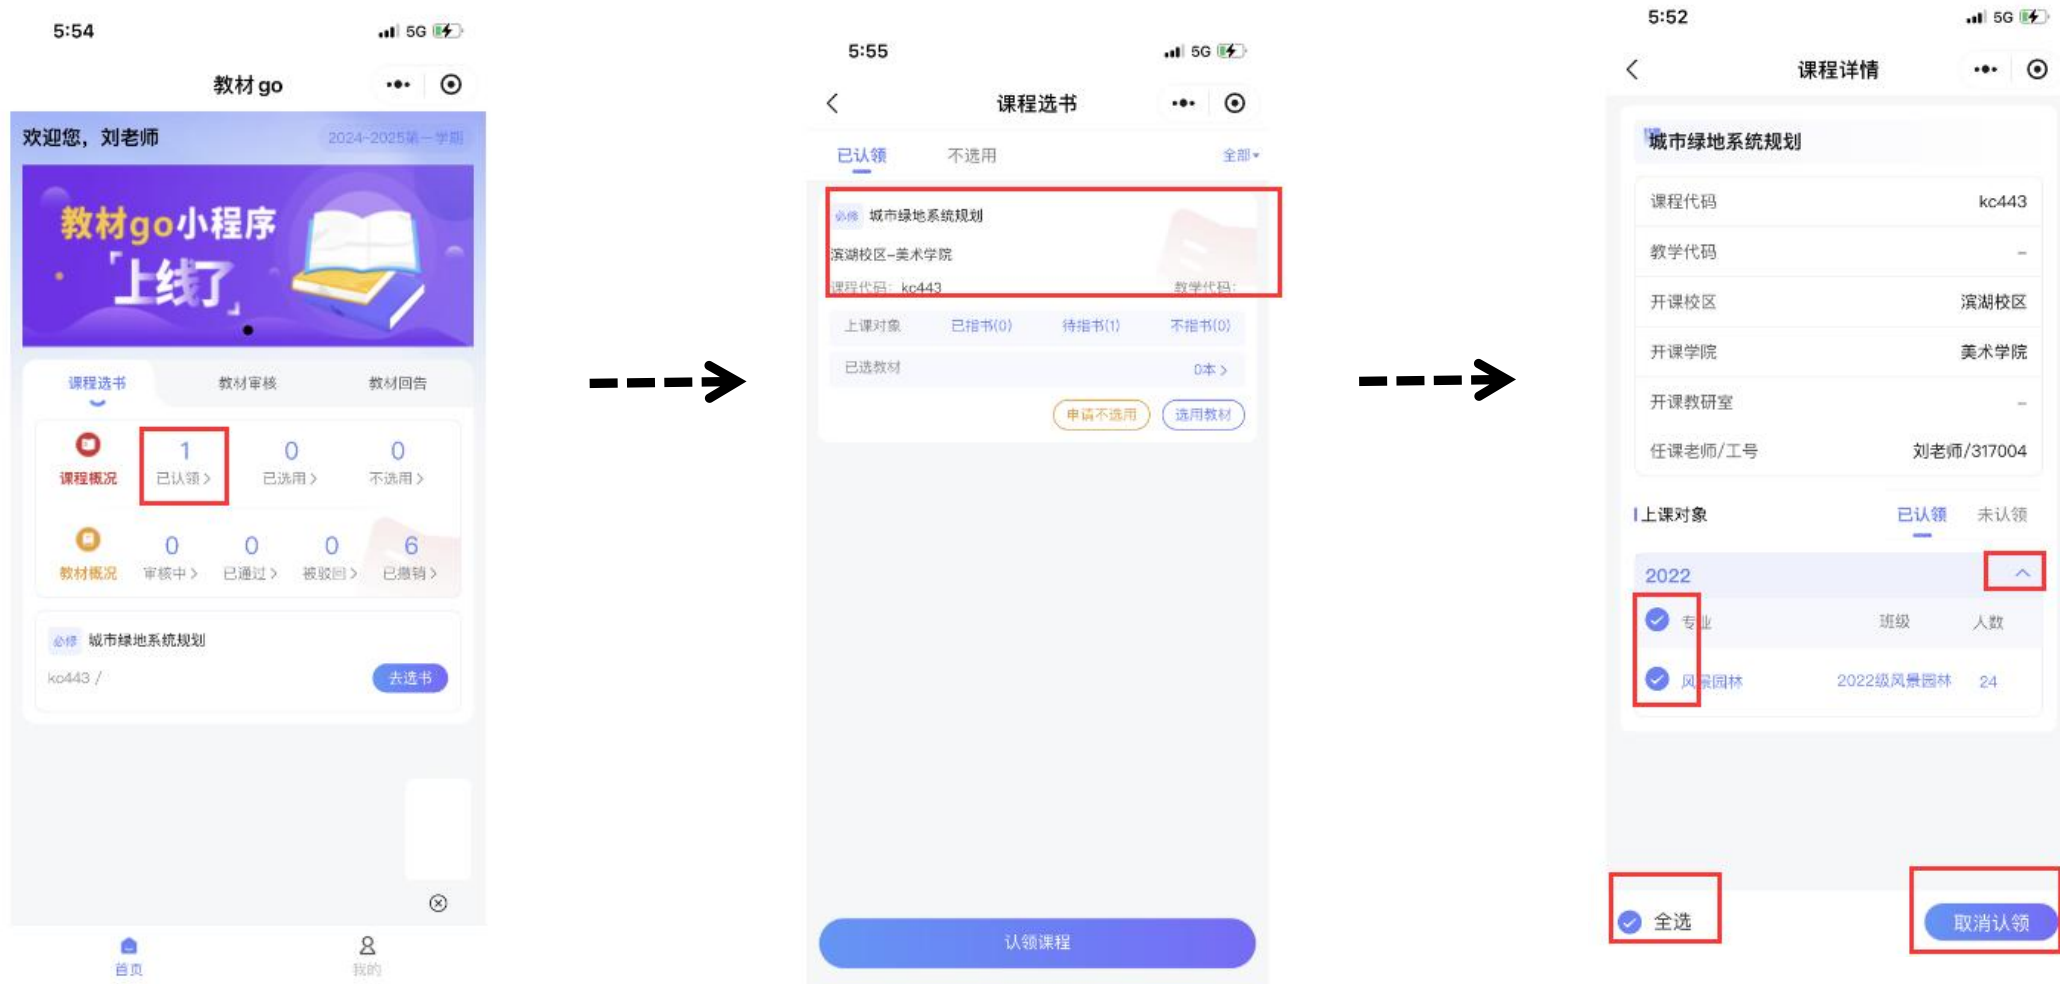 5:54
5G
教材go
欢迎您，刘老师
2024-2025第一学期
教材go小程序
「上线了」
课程选书 教材审核 教材回告
1 0 0
课程概况 已认领> 已选用> 不选用>
0 0 0 6
教材概况 审核中> 已通过> 被驳回> 已撤销>
必修 城市绿地系统规划
kc443 /
去选书
首页 我的
5:55
5G
课程选书
已认领 不选用 全部
必修 城市绿地系统规划
滨湖校区-美术学院
课程代码: kc443 教学代码:
上课对象 已指书(0) 待指书(1) 不指书(0)
已选教材 0本>
申请不选用 选用教材
认领课程
5:52
5G
课程详情
城市绿地系统规划
课程代码 kc443
教学代码 -
开课校区 滨湖校区
开课学院 美术学院
开课教研室 -
任课老师/工号 刘老师/317004
上课对象 已认领 未认领
2022
专业 班级 人数
风景园林 2022级风景园林 24
全选 取消认领